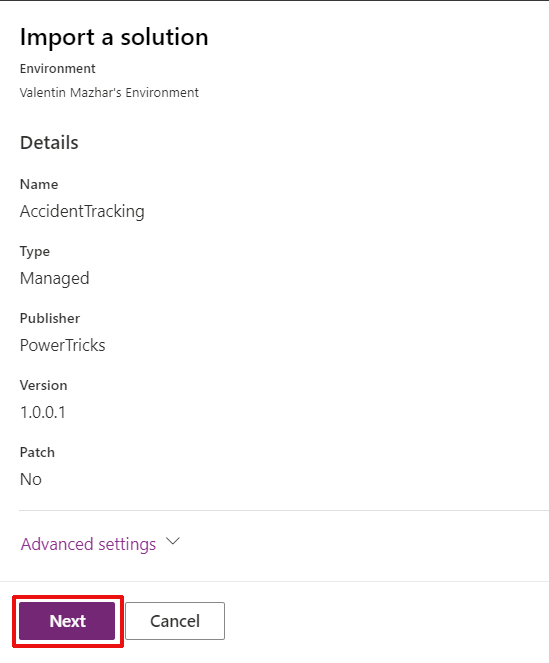 Import a solution
Environment
Valentin Mazhar's Environment
Details
Name
AccidentTracking
Type
Managed
Publisher
PowerTricks
Version
1.0.0.1
Patch
No
Advanced settings
Next Cancel